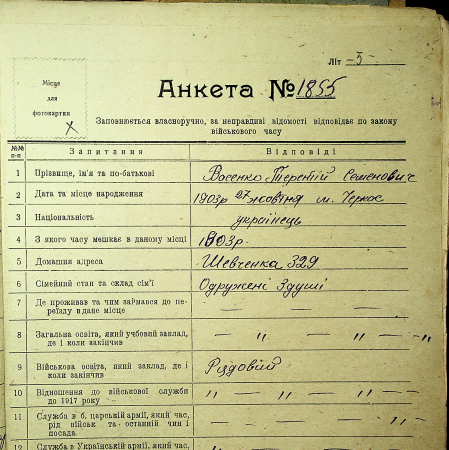 Літ — 5 —
Місце
для
фотокартки
Анкета № 1855
Заповнюється власноручно, за неправдиві відомості відповідає по закону
військового часу
№№
п-п
Запитання
Відповіді
1 Прізвище, ім'я та по-батькові Восенко Терентій Семенович
2 Дата та місце народження 1903р 27 жовтня м. Черкас
3 Національність українець
4 З якого часу мешкає в даному місці 1903р.
5 Домашня адреса Шевченка 329
6 Сімейний стан та склад сім'ї Одружені 3 душі
7 Де проживав та чим займався до пе-
реїзду в дане місце — — —
8 Загальна освіта, який учбовий заклад,
де і коли закінчив — „ — — „
9 Військова освіта, який заклад, де і
коли закінчив Рядовий — —
10 Відношення до військової служби
до 1917 року — „ — „ — „
11 Служба в б. царській армії, який час,
рід військ та останній чин і
посада — — — „
12 Служба в Українській армії, який час,